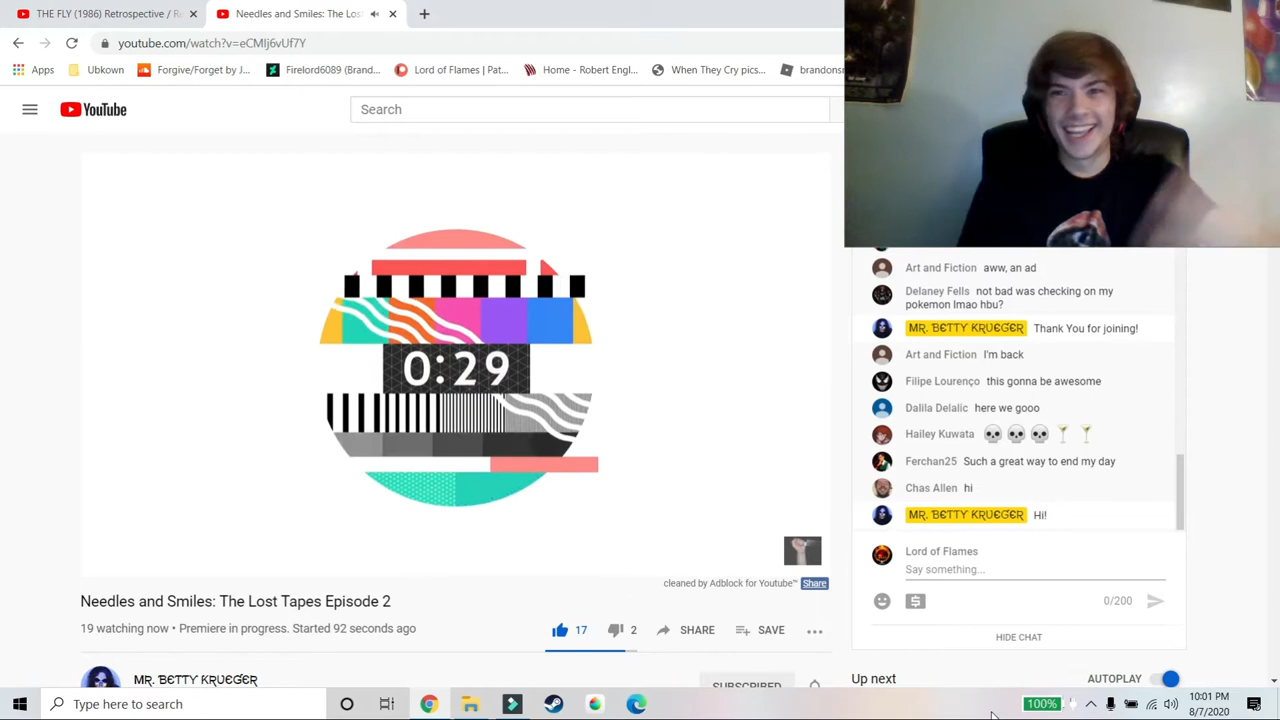 THE FLY (1986) Retrospective / Re
Needles and Smiles: The Lost Tap
youtube.com/watch?v=eCMIj6vUf7Y
Apps
Ubkown
Forgive/Forget by J...
Firelord6089 (Brand...
Lord of Flames | Pat...
Home - Robert Engl...
When They Cry pics...
brandons
YouTube
Search
0:29
cleaned by Adblock for Youtube™ Share
Needles and Smiles: The Lost Tapes Episode 2
19 watching now • Premiere in progress. Started 92 seconds ago
17
2
SHARE
SAVE
MR. BETTY KRUEGER
SUBSCRIBED
Art and Fiction aww, an ad
Delaney Fells not bad was checking on my
pokemon lmao hbu?
MR. BETTY KRUEGER Thank You for joining!
Art and Fiction I'm back
Filipe Lourenço this gonna be awesome
Dalila Delalic here we gooo
Hailey Kuwata 💀💀💀🍸🍸
Ferchan25 Such a great way to end my day
Chas Allen hi
MR. BETTY KRUEGER Hi!
Lord of Flames
Say something...
0/200
HIDE CHAT
Up next
AUTOPLAY
Type here to search
100%
10:01 PM
8/7/2020